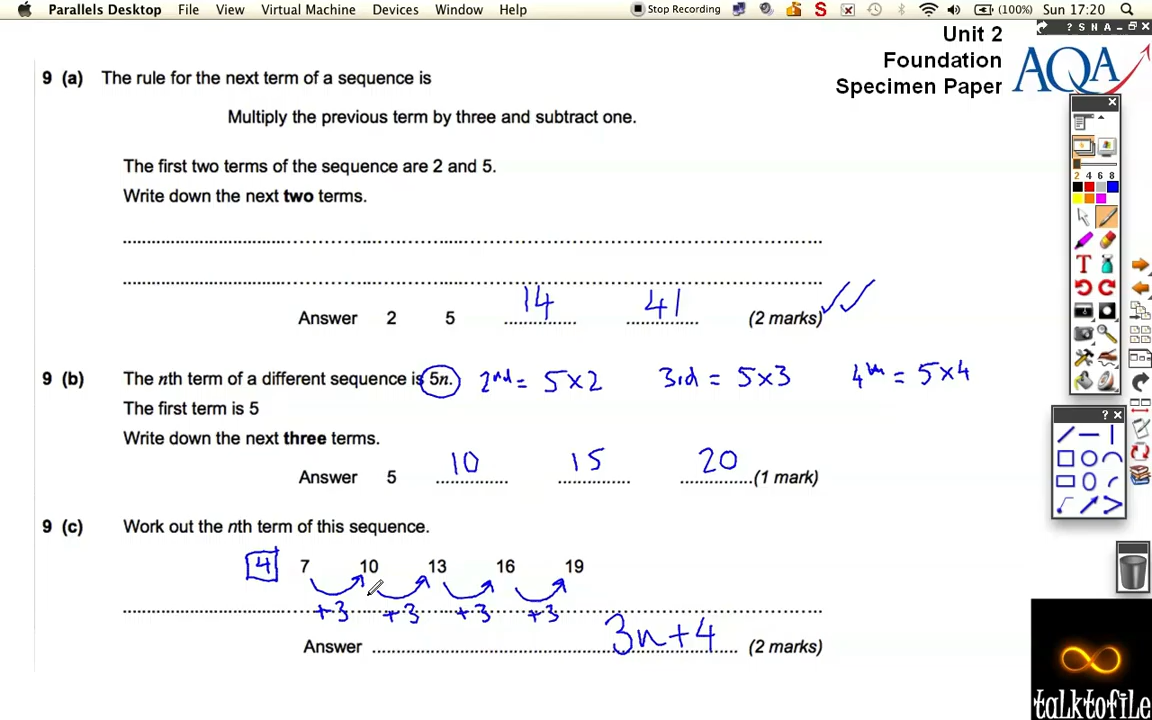 Parallels Desktop File View Virtual Machine Devices Window Help Stop Recording S (100%) Sun 17:20
Unit 2
Foundation
Specimen Paper
AQA
? S N A
9 (a) The rule for the next term of a sequence is
Multiply the previous term by three and subtract one.
The first two terms of the sequence are 2 and 5.
Write down the next two terms.
2 4 6 8
T
Answer 2 5 14 41 (2 marks)
9 (b) The nth term of a different sequence is 5n. 2nd = 5×2 3rd = 5×3 4th = 5×4
The first term is 5
Write down the next three terms.
?
Answer 5 10 15 20 (1 mark)
9 (c) Work out the nth term of this sequence.
4 7 10 13 16 19
+3 +3 +3 +3
Answer 3n+4 (2 marks)
talktofile